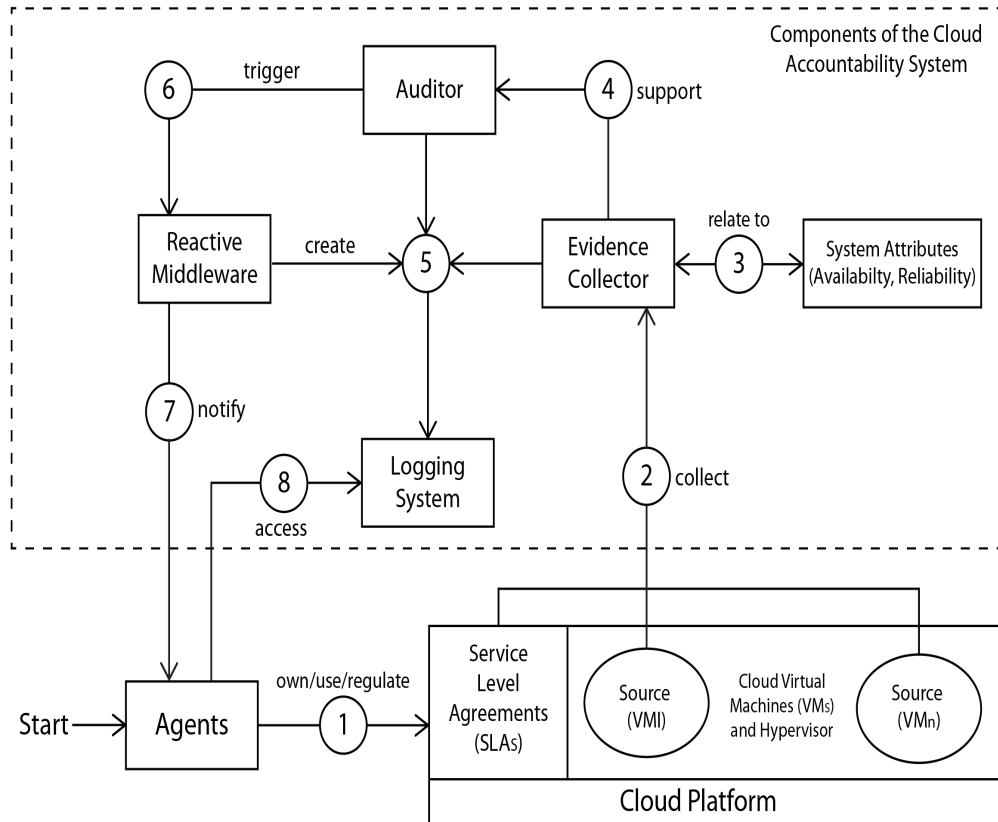 Components of the Cloud
Accountability System
6
trigger
Auditor
4
support
Reactive
Middleware
create
5
Evidence
Collector
relate to
3
System Attributes
(Availabilty, Reliability)
7
notify
Logging
System
8
access
2
collect
Start
Agents
own/use/regulate
1
Service
Level
Agreements
(SLAs)
Source
(VMI)
Cloud Virtual
Machines (VMs)
and Hypervisor
Source
(VMn)
Cloud Platform